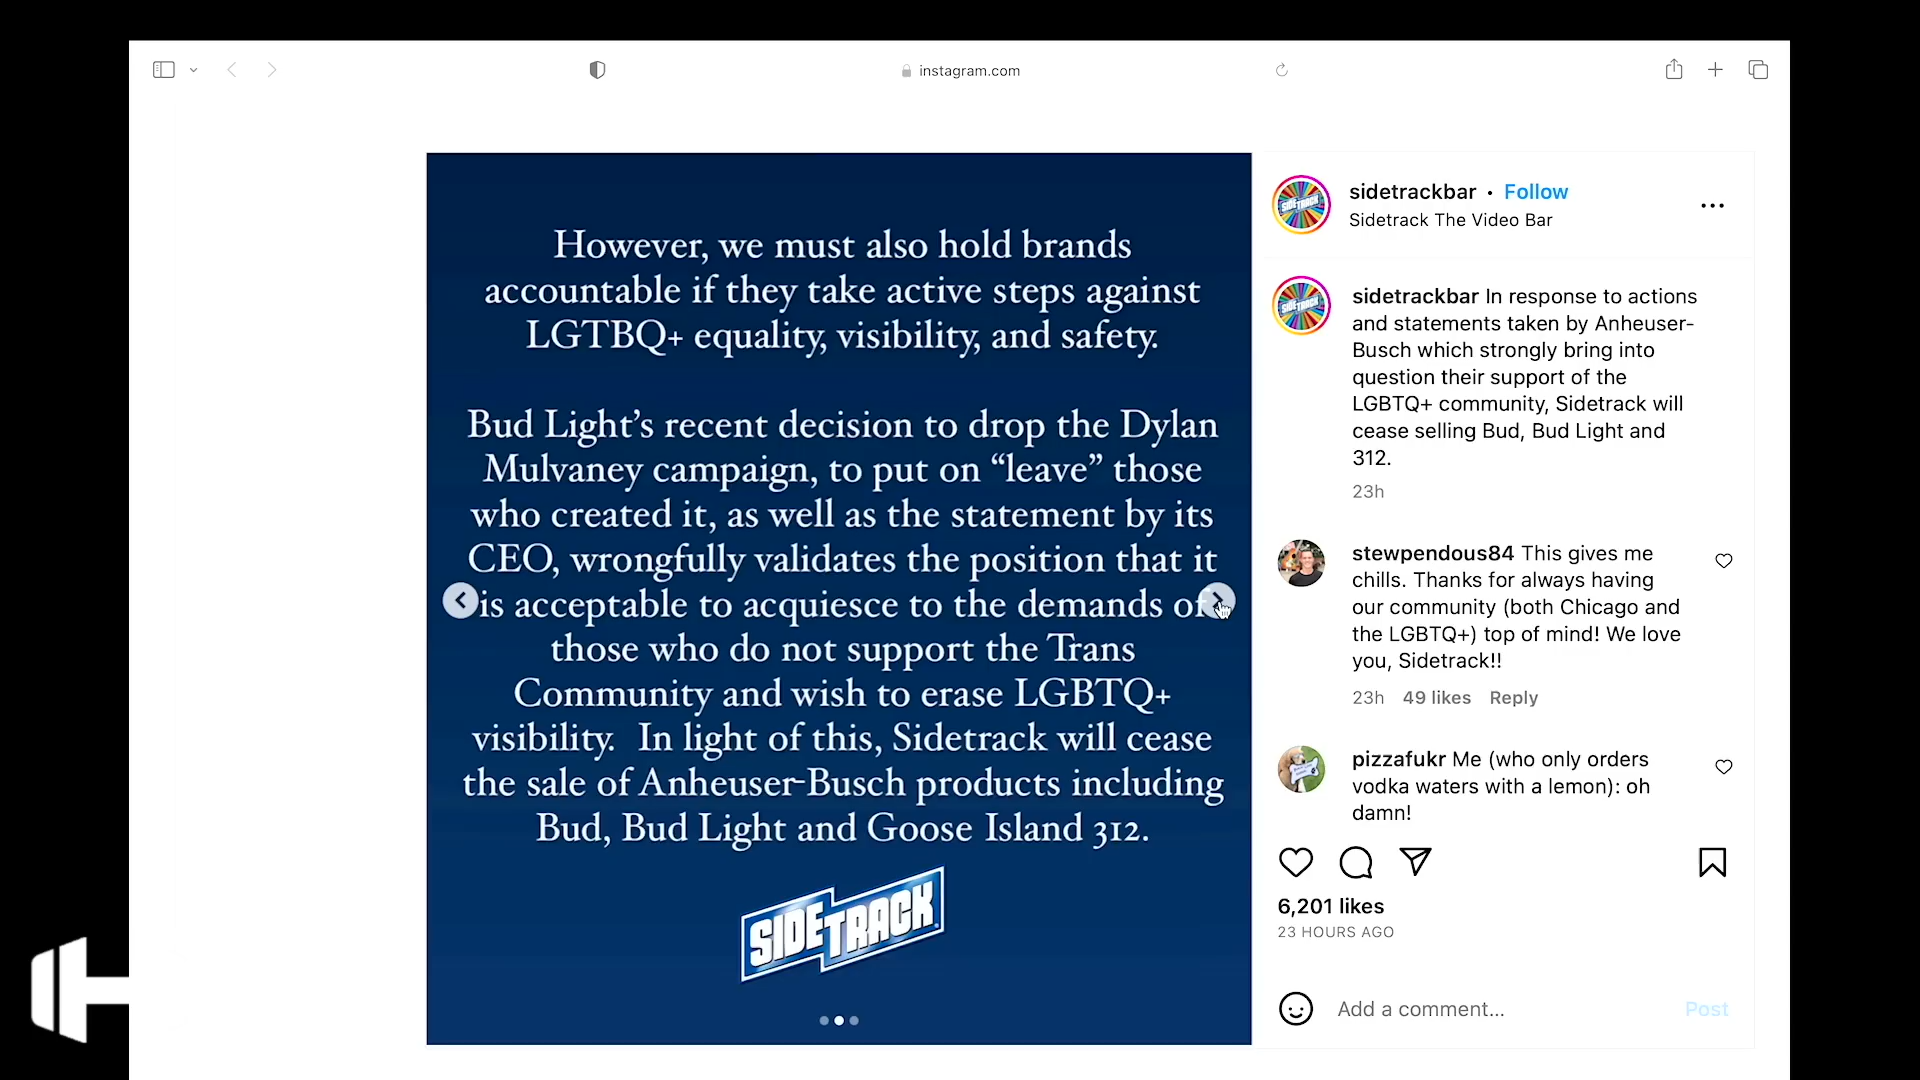 instagram.com
However, we must also hold brands
accountable if they take active steps against
LGTBQ+ equality, visibility, and safety.
Bud Light's recent decision to drop the Dylan
Mulvaney campaign, to put on “leave” those
who created it, as well as the statement by its
CEO, wrongfully validates the position that it
is acceptable to acquiesce to the demands of
those who do not support the Trans
Community and wish to erase LGBTQ+
visibility. In light of this, Sidetrack will cease
the sale of Anheuser-Busch products including
Bud, Bud Light and Goose Island 312.
SIDETRACK
sidetrackbar • Follow
Sidetrack The Video Bar
sidetrackbar In response to actions
and statements taken by Anheuser-
Busch which strongly bring into
question their support of the
LGBTQ+ community, Sidetrack will
cease selling Bud, Bud Light and
312.
23h
stewpendous84 This gives me
chills. Thanks for always having
our community (both Chicago and
the LGBTQ+) top of mind! We love
you, Sidetrack!!
23h 49 likes Reply
pizzafukr Me (who only orders
vodka waters with a lemon): oh
damn!
6,201 likes
23 HOURS AGO
Add a comment...
Post